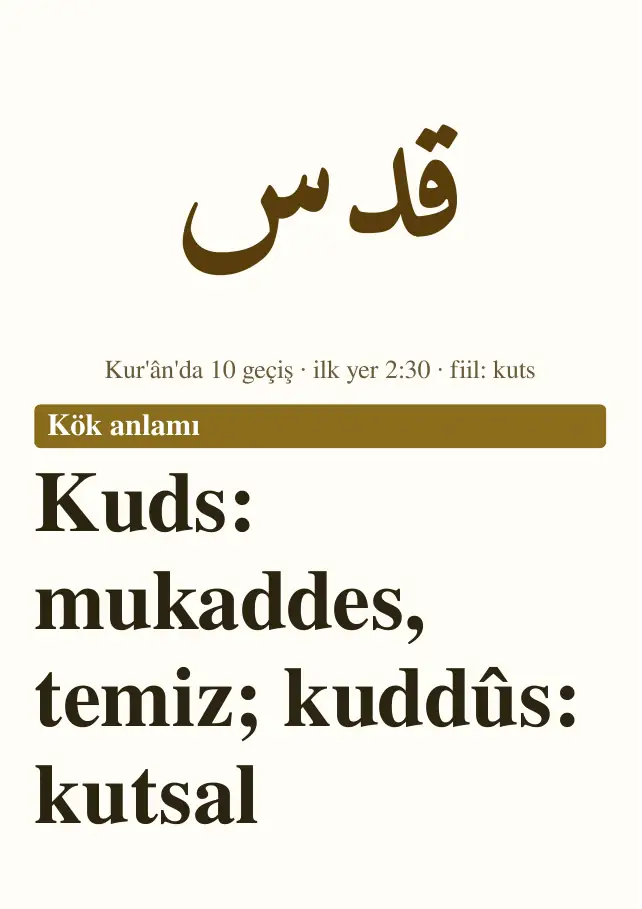 قدس
Kur'ân'da 10 geçiş · ilk yer 2:30 · fiil: kuts
Kök anlamı
Kuds:
mukaddes,
temiz; kuddûs:
kutsal